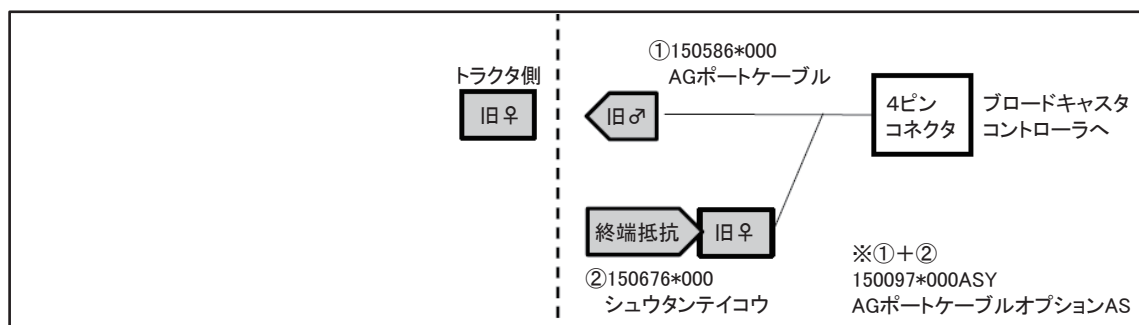 トラクタ側
旧♀
①150586*000
AGポートケーブル
旧♂
4ピン
コネクタ
ブロードキャスタ
コントローラへ
終端抵抗
旧♀
②150676*000
シュウタンテイコウ
※①+②
150097*000ASY
AGポートケーブルオプションAS